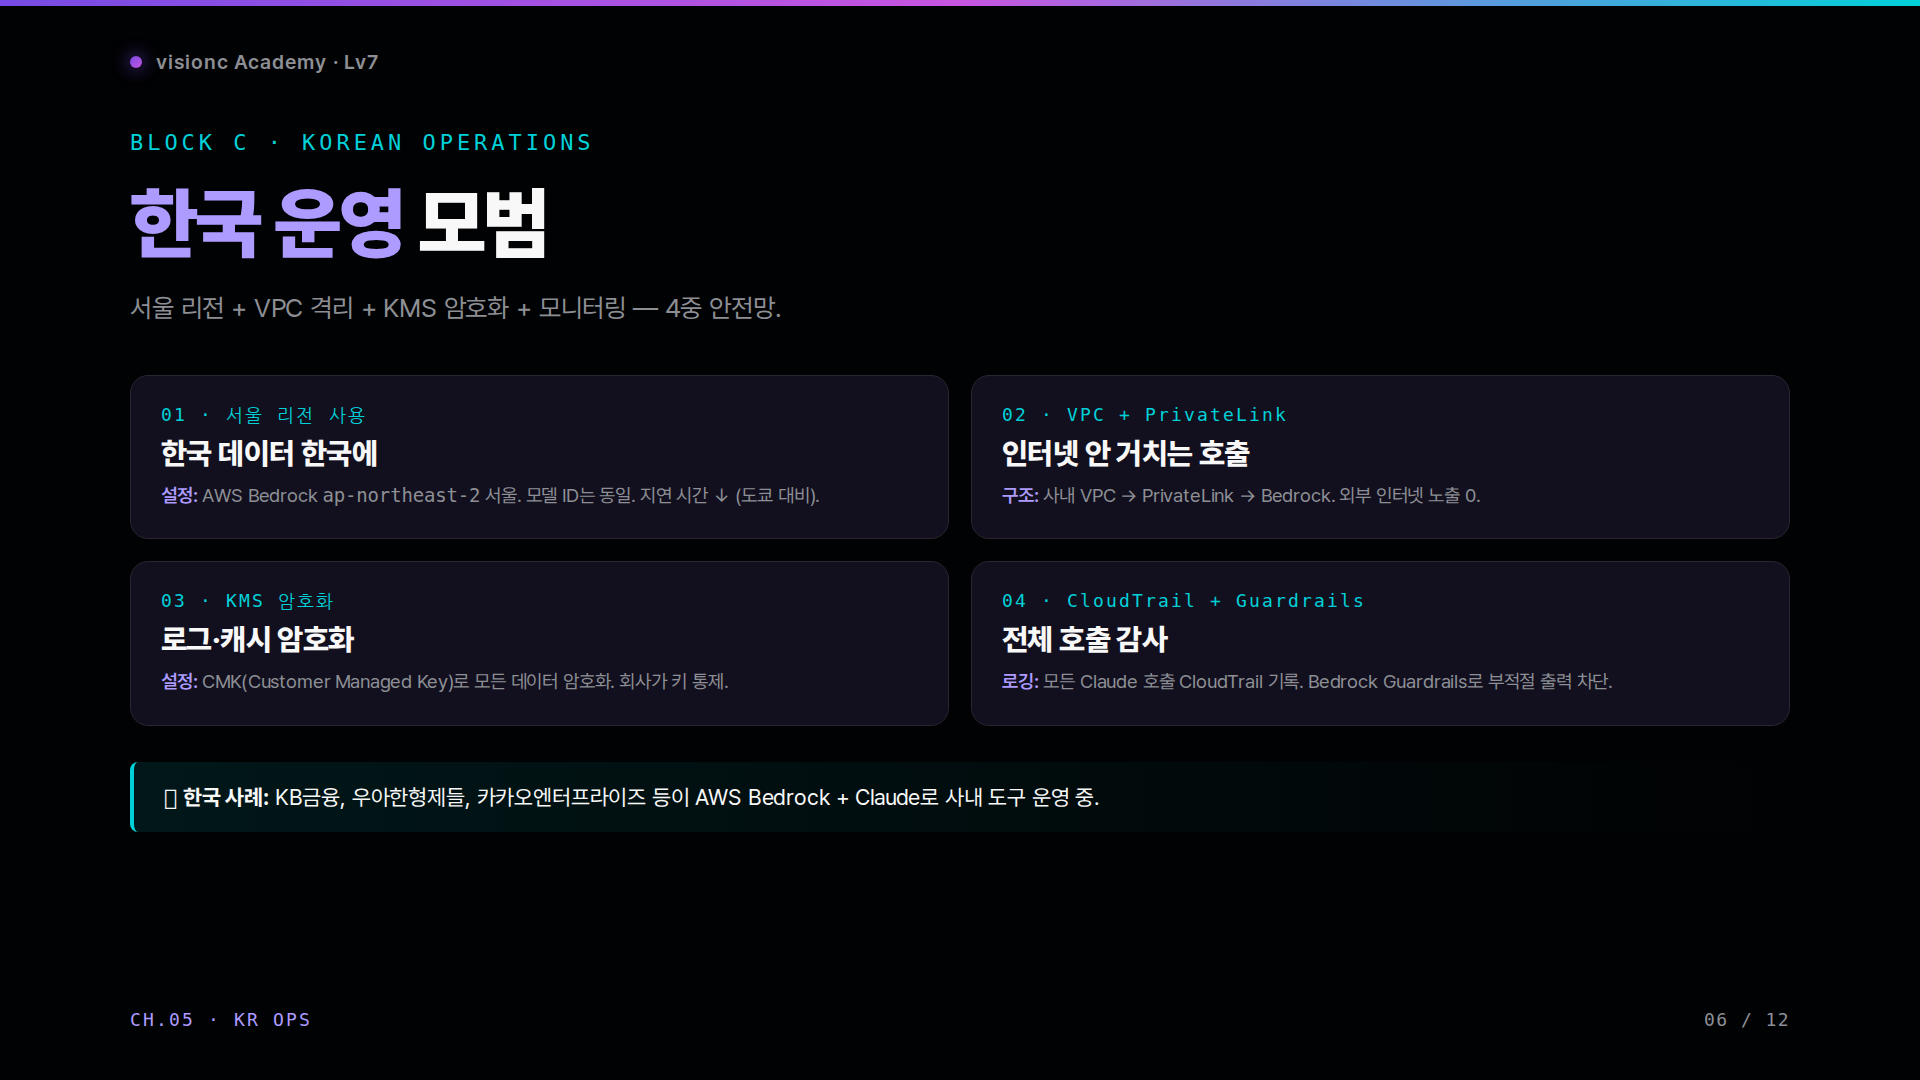 visionc Academy · Lv7
BLOCK C · KOREAN OPERATIONS
한국 운영 모범
서울 리전 + VPC 격리 + KMS 암호화 + 모니터링 — 4중 안전망.
01 · 서울 리전 사용
한국 데이터 한국에
설정: AWS Bedrock ap-northeast-2 서울. 모델 ID는 동일. 지연 시간 ↓ (도쿄 대비).
02 · VPC + PrivateLink
인터넷 안 거치는 호출
구조: 사내 VPC → PrivateLink → Bedrock. 외부 인터넷 노출 0.
03 · KMS 암호화
로그·캐시 암호화
설정: CMK(Customer Managed Key)로 모든 데이터 암호화. 회사가 키 통제.
04 · CloudTrail + Guardrails
전체 호출 감사
로깅: 모든 Claude 호출 CloudTrail 기록. Bedrock Guardrails로 부적절 출력 차단.
한국 사례: KB금융, 우아한형제들, 카카오엔터프라이즈 등이 AWS Bedrock + Claude로 사내 도구 운영 중.
CH.05 · KR OPS
06 / 12